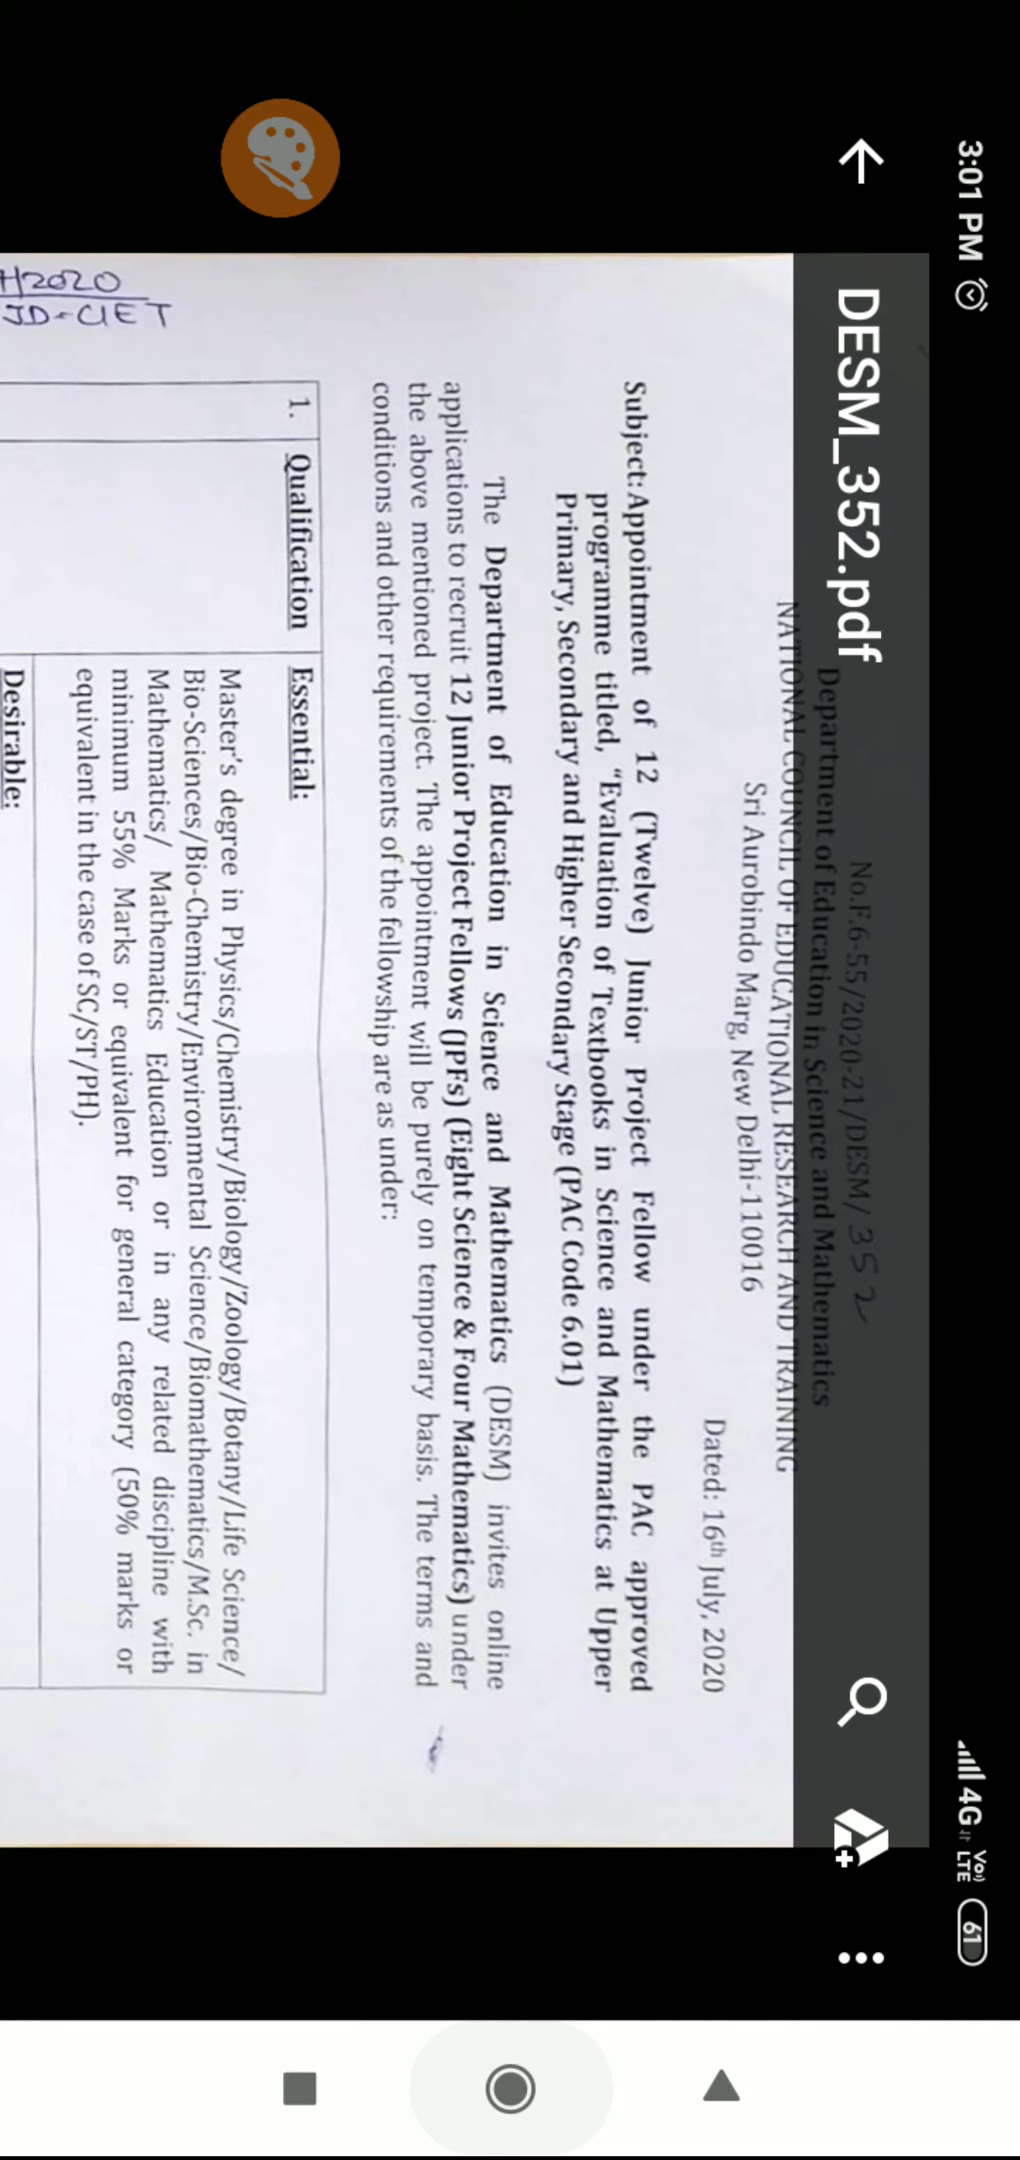 3:01 PM
4G
VoLTE
61
DESM_352.pdf
No.F.6-55/2020-21/DESM/352
Department of Education in Science and Mathematics
NATIONAL COUNCIL OF EDUCATIONAL RESEARCH AND TRAINING
Sri Aurobindo Marg, New Delhi-110016
Dated: 16th July, 2020
Subject: Appointment of 12 (Twelve) Junior Project Fellow under the PAC approved
programme titled, "Evaluation of Textbooks in Science and Mathematics at Upper
Primary, Secondary and Higher Secondary Stage (PAC Code 6.01)
The Department of Education in Science and Mathematics (DESM) invites online
applications to recruit 12 Junior Project Fellows (JPFs) (Eight Science & Four Mathematics) under
the above mentioned project. The appointment will be purely on temporary basis. The terms and
conditions and other requirements of the fellowship are as under:
1. Qualification Essential:
Master's degree in Physics/Chemistry/Biology/Zoology/Botany/Life Science/
Bio-Sciences/Bio-Chemistry/Environmental Science/Biomathematics/M.Sc. in
Mathematics/ Mathematics Education or in any related discipline with
minimum 55% Marks or equivalent for general category (50% marks or
equivalent in the case of SC/ST/PH).
Desirable:
2020
JD-CIET